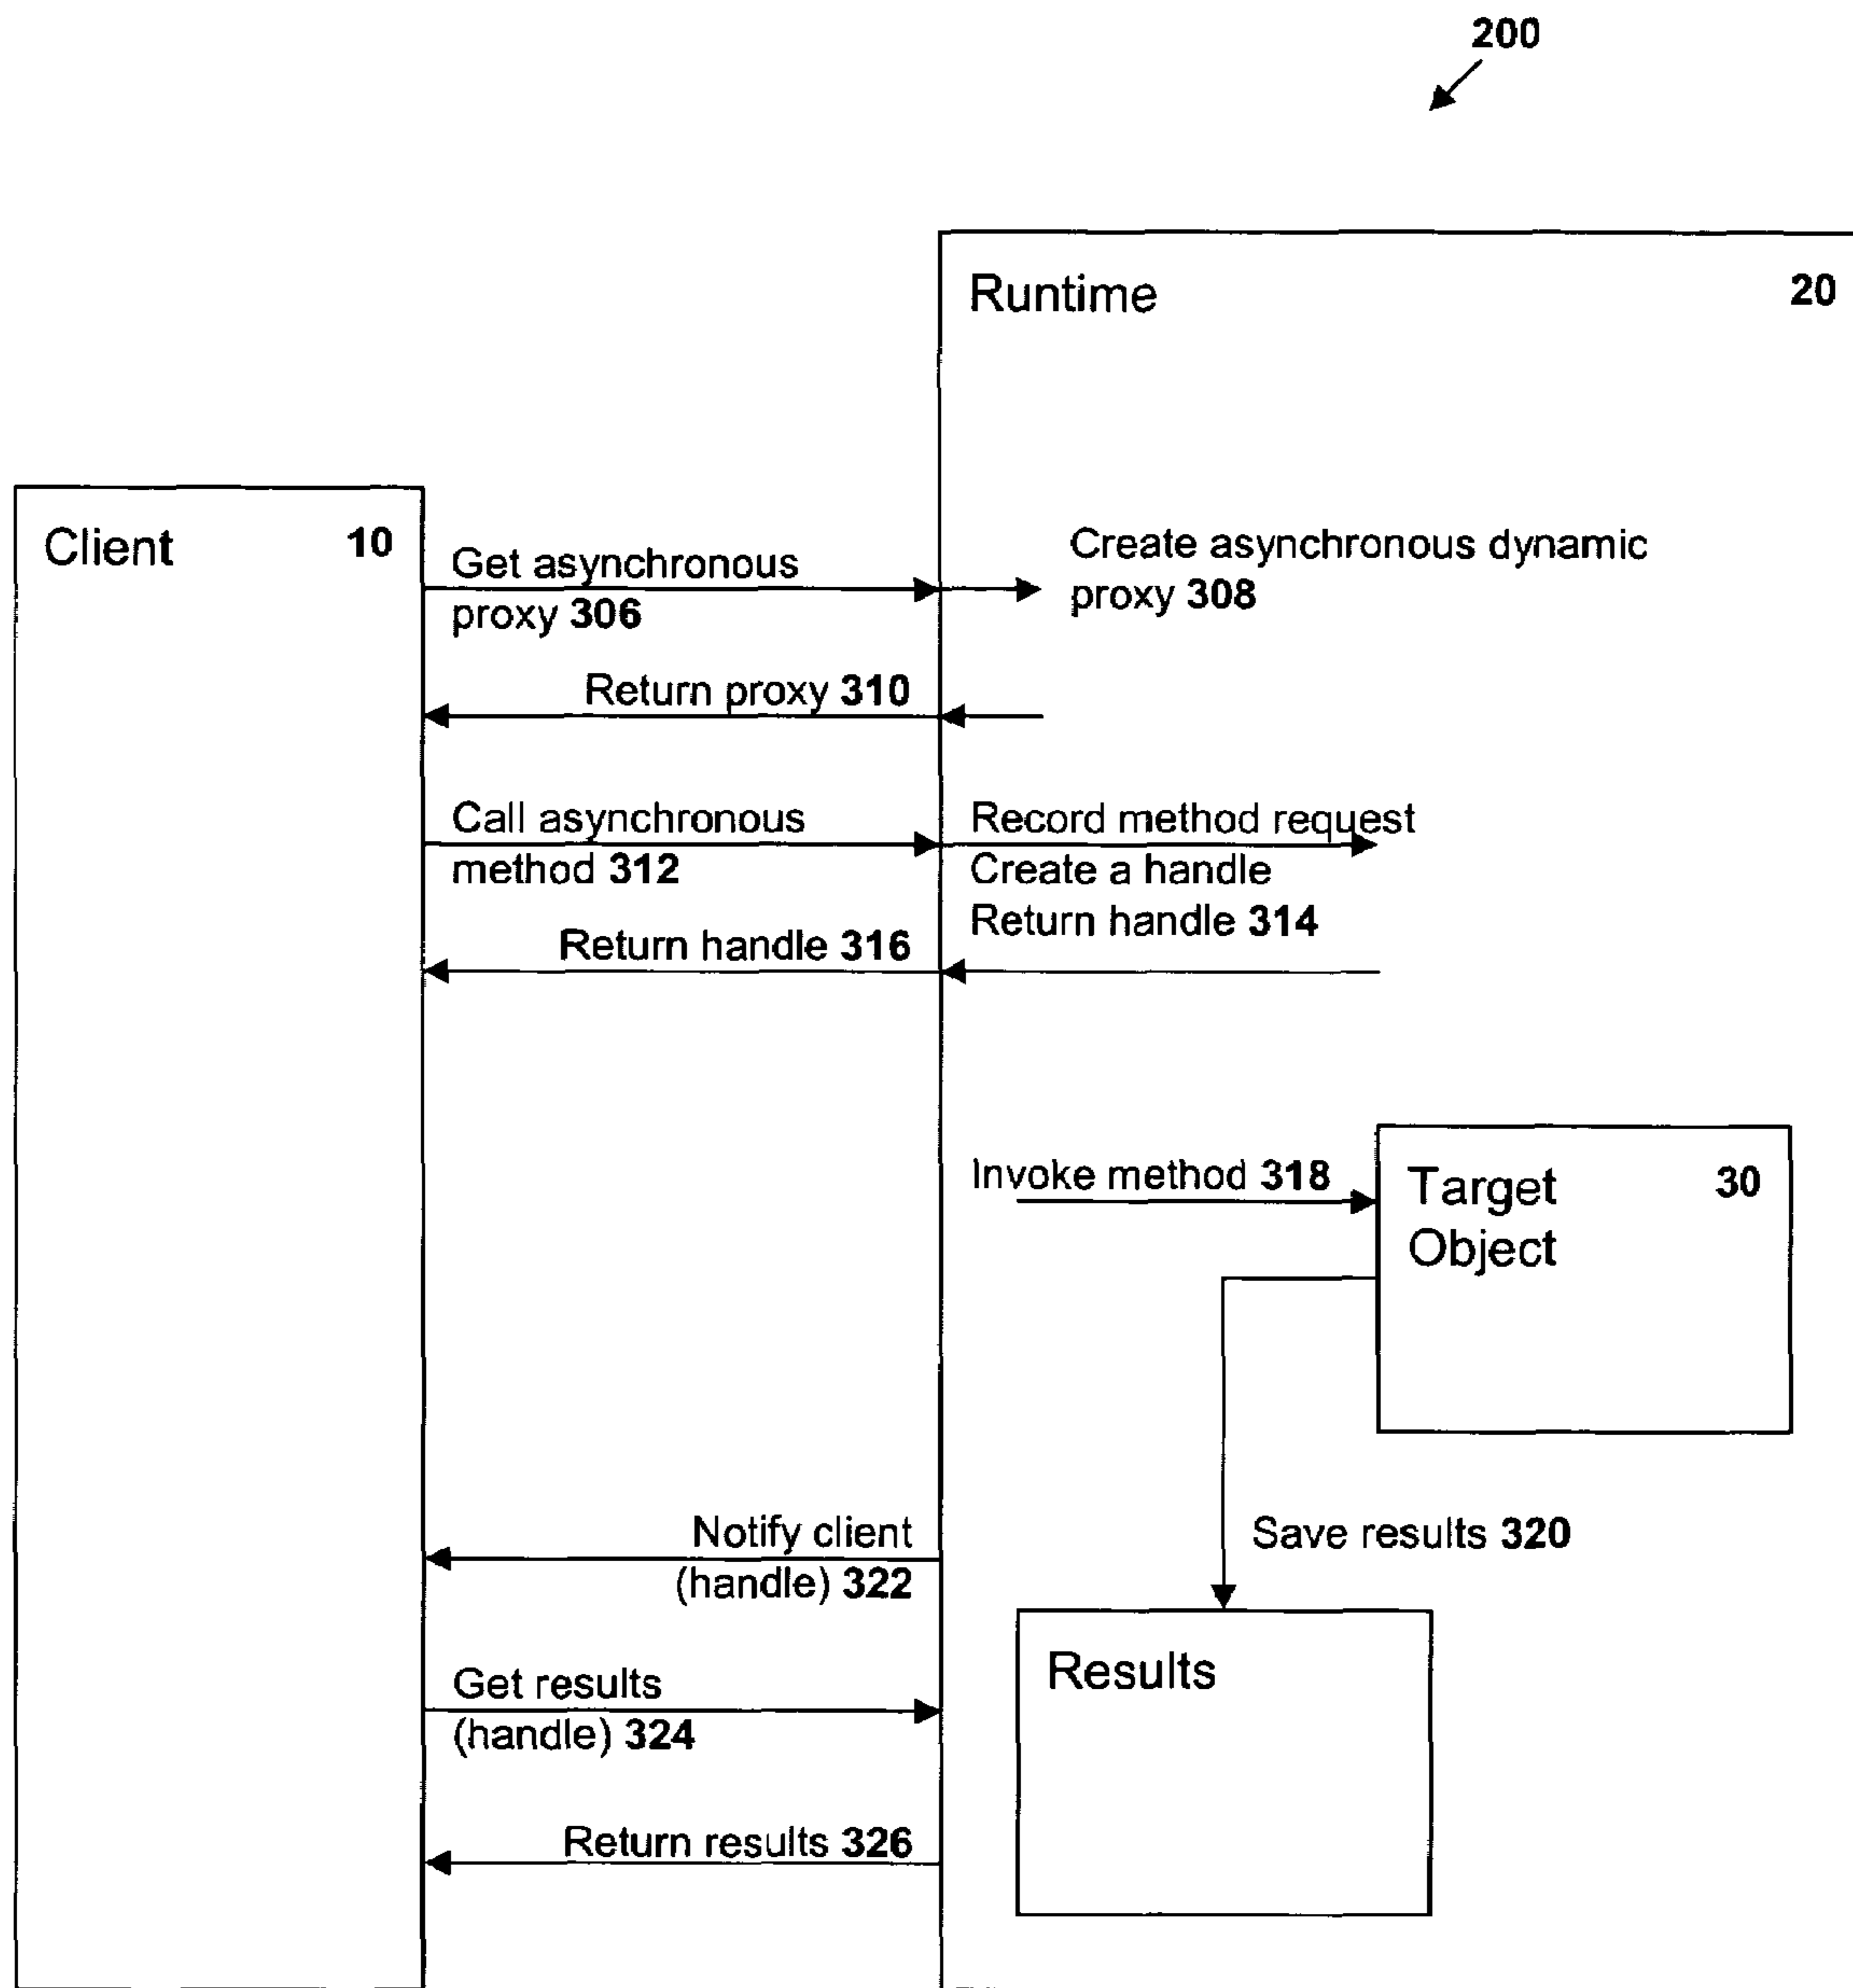 200
Runtime 20
Client 10
Get asynchronous
proxy 306
Create asynchronous dynamic
proxy 308
Return proxy 310
Call asynchronous
method 312
Record method request
Create a handle
Return handle 314
Return handle 316
Invoke method 318
Target 30
Object
Notify client
(handle) 322
Save results 320
Results
Get results
(handle) 324
Return results 326